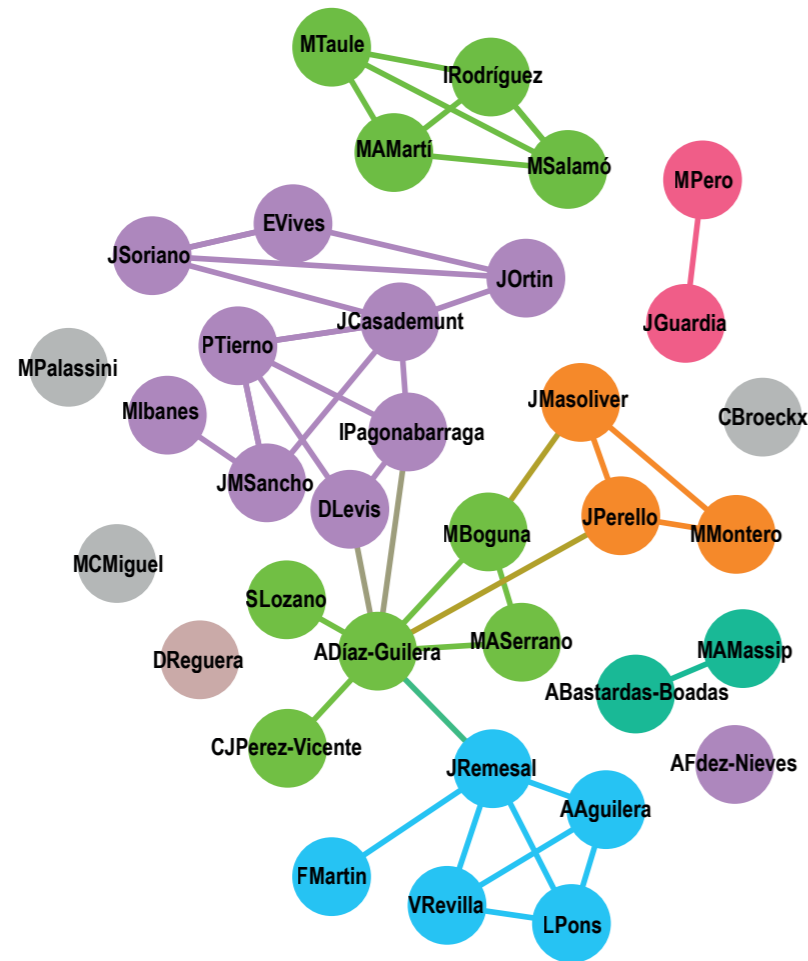 MTaule
IRodríguez
MAMartí
MSalamó
MPero
EVives
JSoriano
JOrtin
JCasademunt
JGuardia
PTierno
MPalassini
JMasoliver
MIbanes
CBroeckx
IPagonabarraga
JMSancho
DLevis
JPerello
MBoguna
MMontero
MCMiguel
SLozano
ADíaz-Guilera
MASerrano
MAMassip
DReguera
ABastardas-Boadas
CJPerez-Vicente
AFdez-Nieves
JRemesal
AAguilera
FMartin
VRevilla
LPons